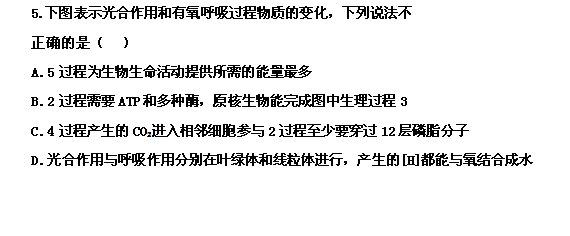 5.下图表示光合作用和有氧呼吸过程物质的变化，下列说法不
正确的是（　）
A.5过程为生物生命活动提供所需的能量最多
B.2过程需要ATP和多种酶，原核生物能完成图中生理过程3
C.4过程产生的CO₂进入相邻细胞参与2过程至少要穿过12层磷脂分子
D.光合作用与呼吸作用分别在叶绿体和线粒体进行，产生的[H]都能与氧结合成水